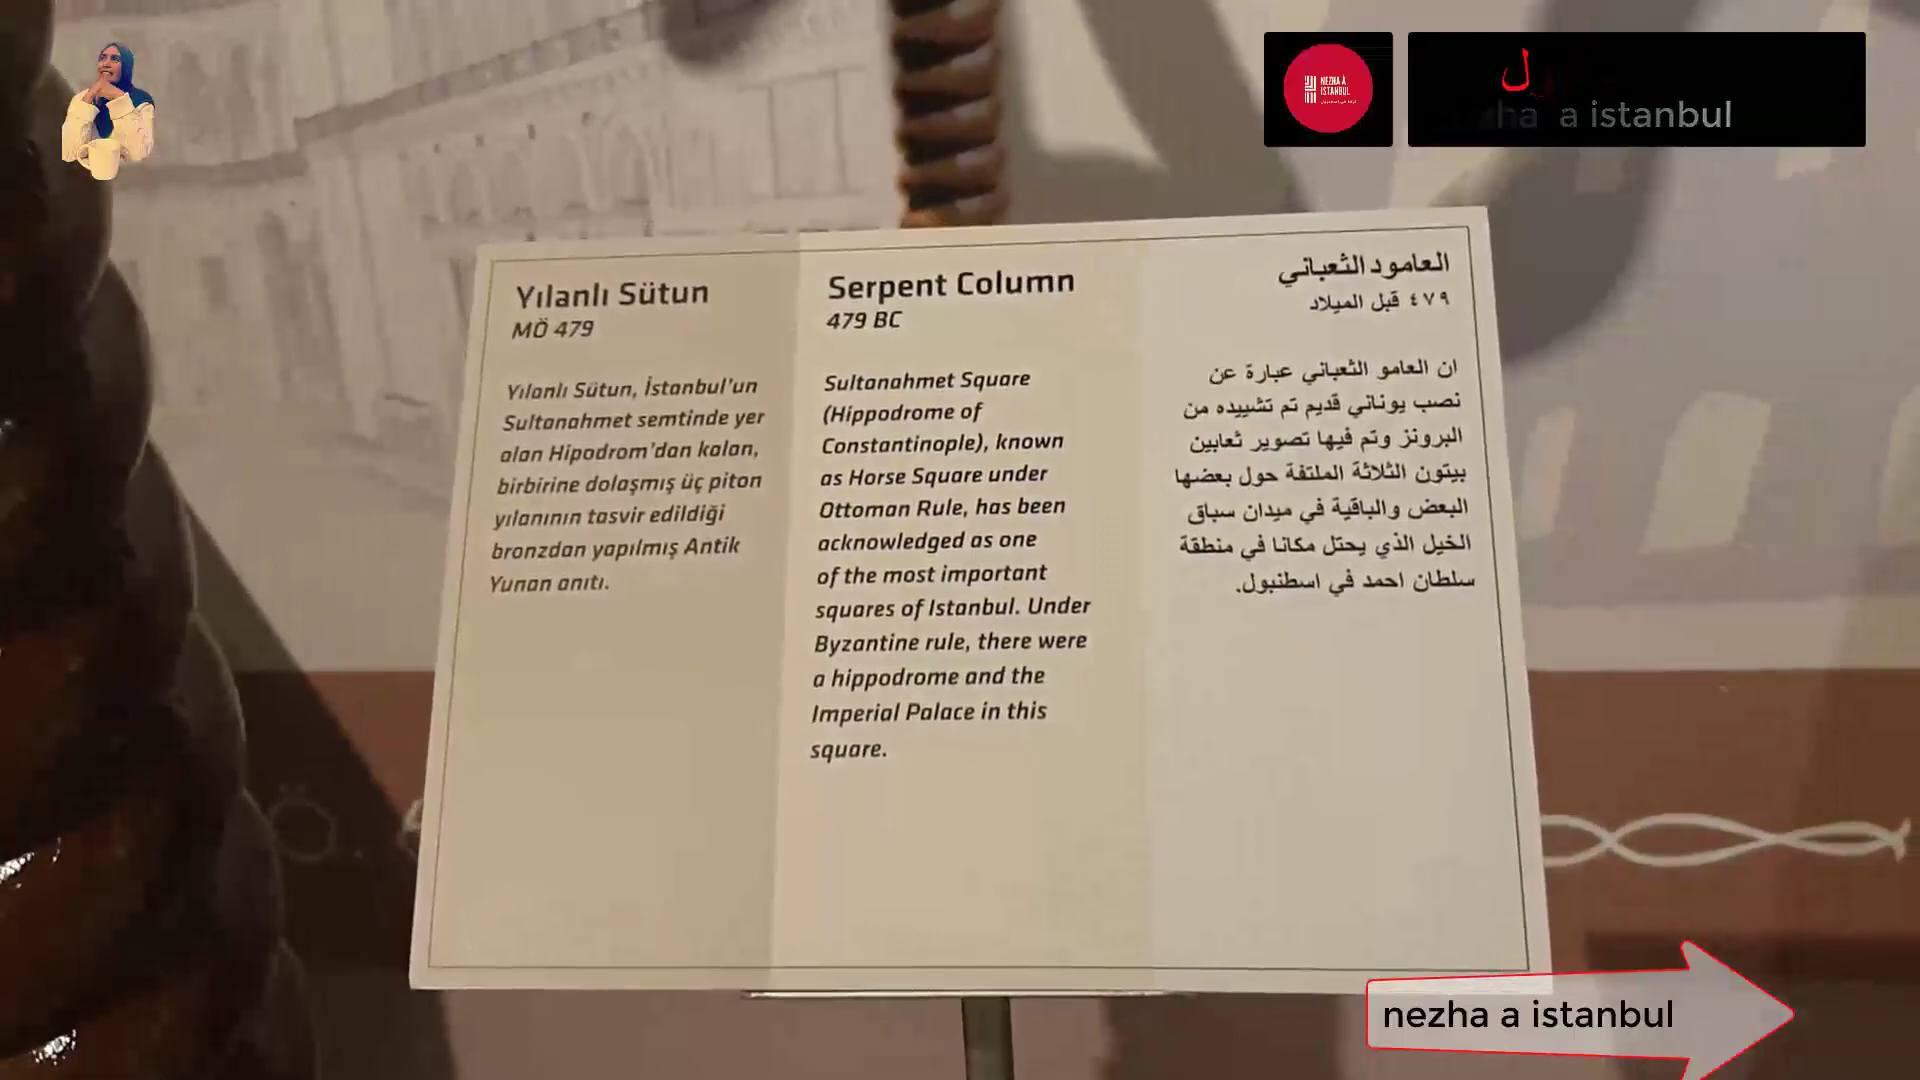 NEZHA À
ISTANBUL
a istanbul
Yılanlı Sütun
MÖ 479
Yılanlı Sütun, İstanbul'un
Sultanahmet semtinde yer
alan Hipodrom'dan kalan,
birbirine dolaşmış üç piton
yılanının tasvir edildiği
bronzdan yapılmış Antik
Yunan anıtı.
Serpent Column
479 BC
Sultanahmet Square
(Hippodrome of
Constantinople), known
as Horse Square under
Ottoman Rule, has been
acknowledged as one
of the most important
squares of Istanbul. Under
Byzantine rule, there were
a hippodrome and the
Imperial Palace in this
square.
العامود الثعباني
٤٧٩ قبل الميلاد
ان العامو الثعباني عبارة عن
نصب يوناني قديم تم تشييده من
البرونز وتم فيها تصوير ثعابين
بيتون الثلاثة الملتفة حول بعضها
البعض والباقية في ميدان سباق
الخيل الذي يحتل مكانا في منطقة
سلطان احمد في اسطنبول.
nezha a istanbul